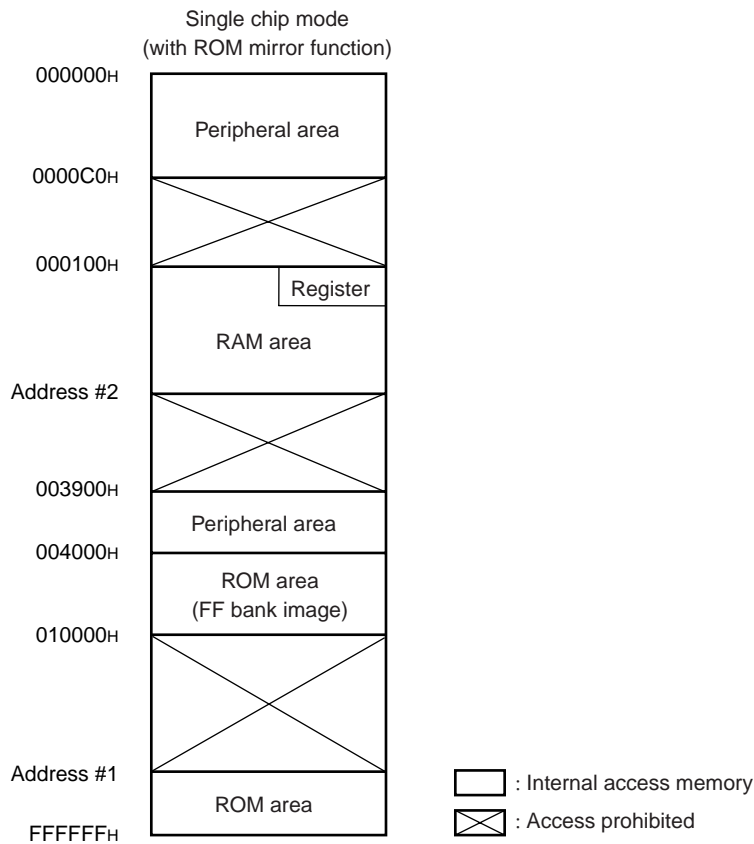 Single chip mode
(with ROM mirror function)
000000H
Peripheral area
0000C0H
000100H
Register
RAM area
Address #2
003900H
Peripheral area
004000H
ROM area
(FF bank image)
010000H
Address #1
ROM area
FFFFFFH
: Internal access memory
: Access prohibited